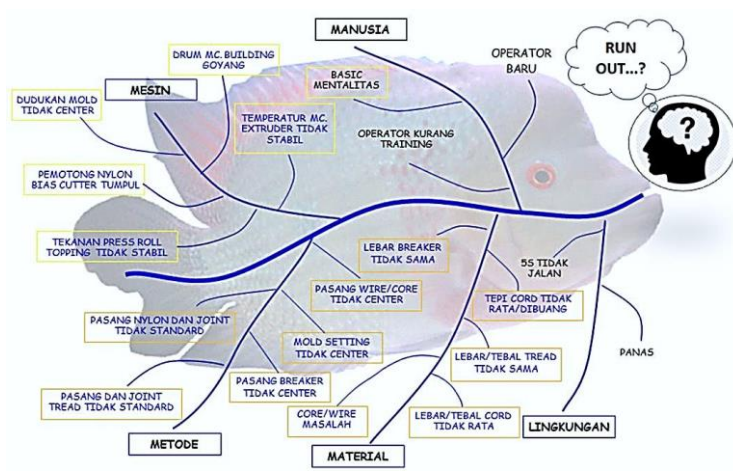 MANUSIA
RUN
OUT...?
?
OPERATOR
BARU
DRUM MC. BUILDING
GOYANG
BASIC
MENTALITAS
MESIN
DUDUKAN MOLD
TIDAK CENTER
TEMPERATUR MC.
EXTRUDER TIDAK
STABIL
OPERATOR KURANG
TRAINING
PEMOTONG NYLON
BIAS CUTTER TUMPUL
TEKANAN PRESS ROLL
TOPPING TIDAK STABIL
LEBAR BREAKER
TIDAK SAMA
5S TIDAK
JALAN
PASANG WIRE/CORE
TIDAK CENTER
TEPI CORD TIDAK
RATA/DIBUANG
PASANG NYLON DAN JOINT
TIDAK STANDARD
MOLD SETTING
TIDAK CENTER
LEBAR/TEBAL TREAD
TIDAK SAMA
PANAS
PASANG BREAKER
TIDAK CENTER
PASANG DAN JOINT
TREAD TIDAK STANDARD
CORE/WIRE
MASALAH
LEBAR/TEBAL CORD
TIDAK RATA
LINGKUNGAN
METODE
MATERIAL